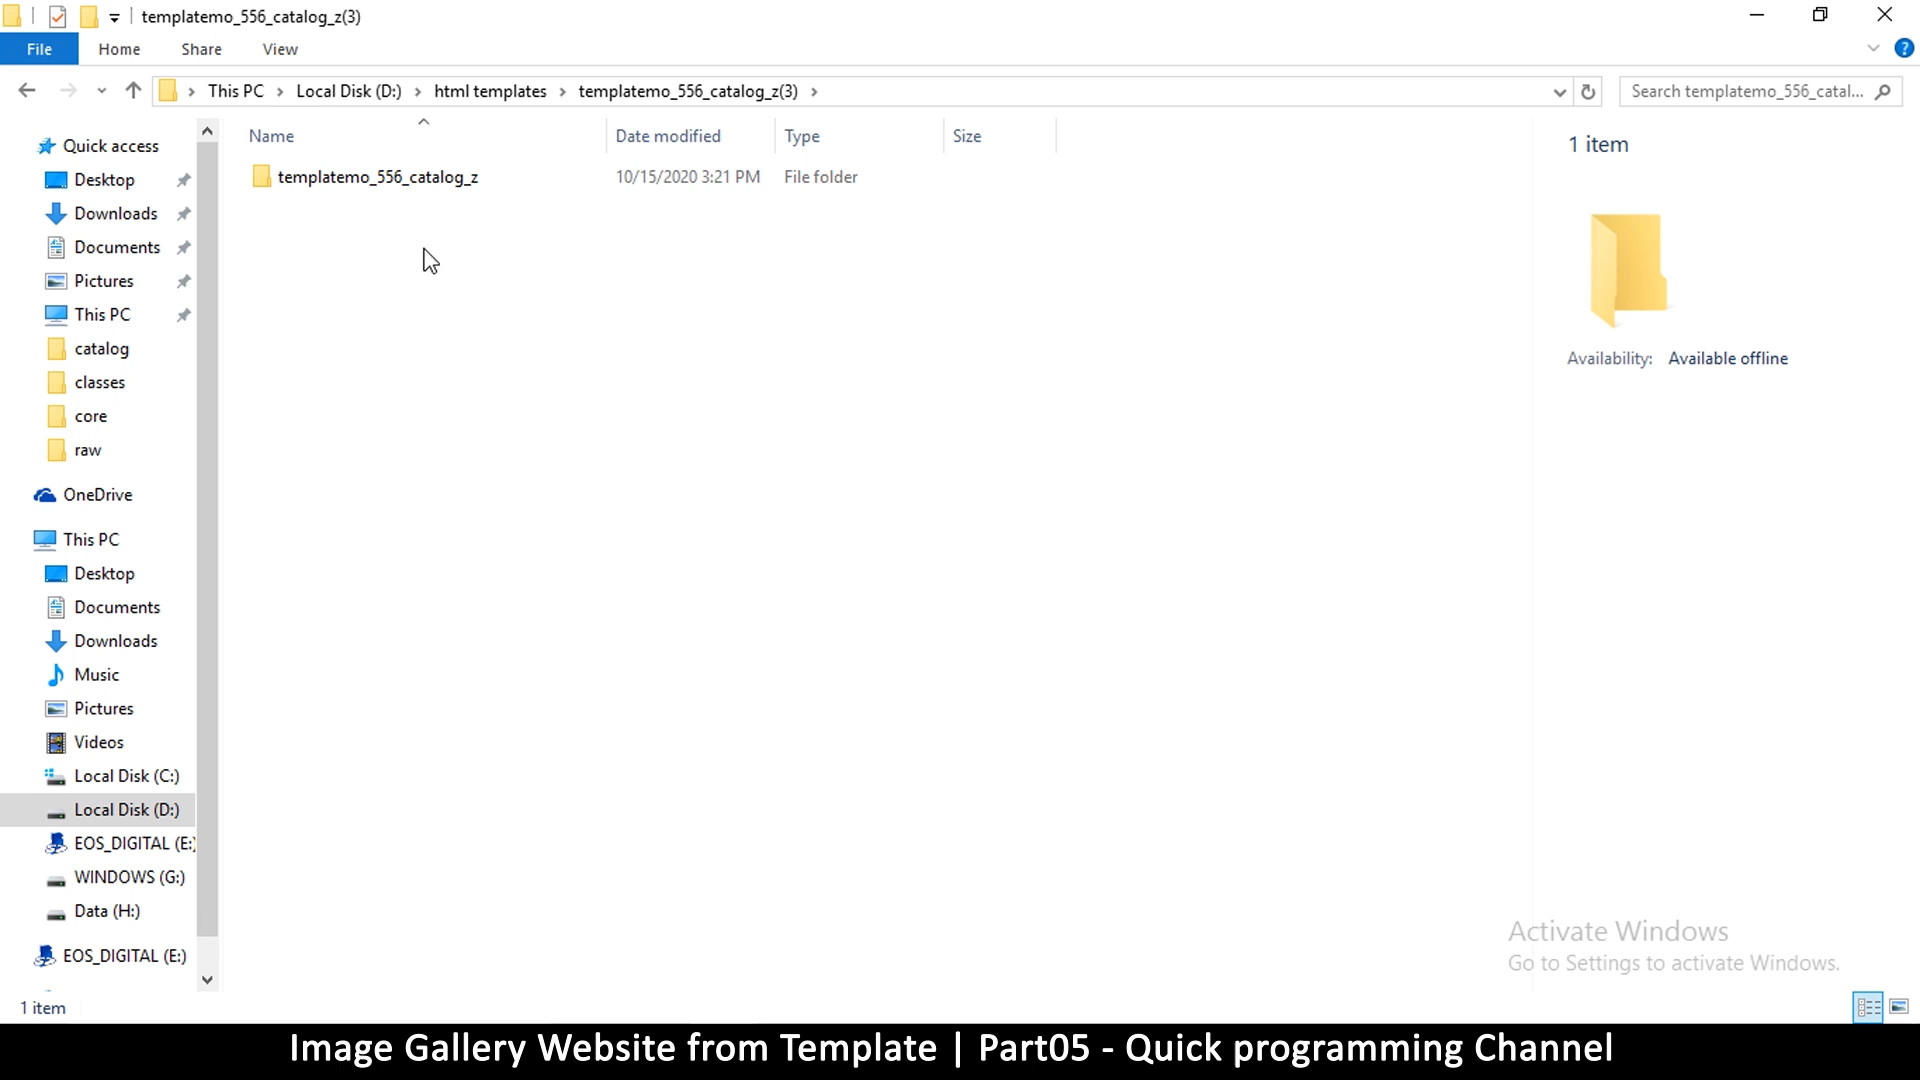 templatemo_556_catalog_z(3)
File Home Share View
This PC Local Disk (D:) html templates templatemo_556_catalog_z(3)
Search templatemo_556_catal...
Name Date modified Type Size
templatemo_556_catalog_z 10/15/2020 3:21 PM File folder
Quick access
Desktop
Downloads
Documents
Pictures
This PC
catalog
classes
core
raw
OneDrive
This PC
Desktop
Documents
Downloads
Music
Pictures
Videos
Local Disk (C:)
Local Disk (D:)
EOS_DIGITAL (E:)
WINDOWS (G:)
Data (H:)
EOS_DIGITAL (E:)
1 item
Availability: Available offline
Activate Windows
Go to Settings to activate Windows.
1 item
Image Gallery Website from Template | Part05 - Quick programming Channel